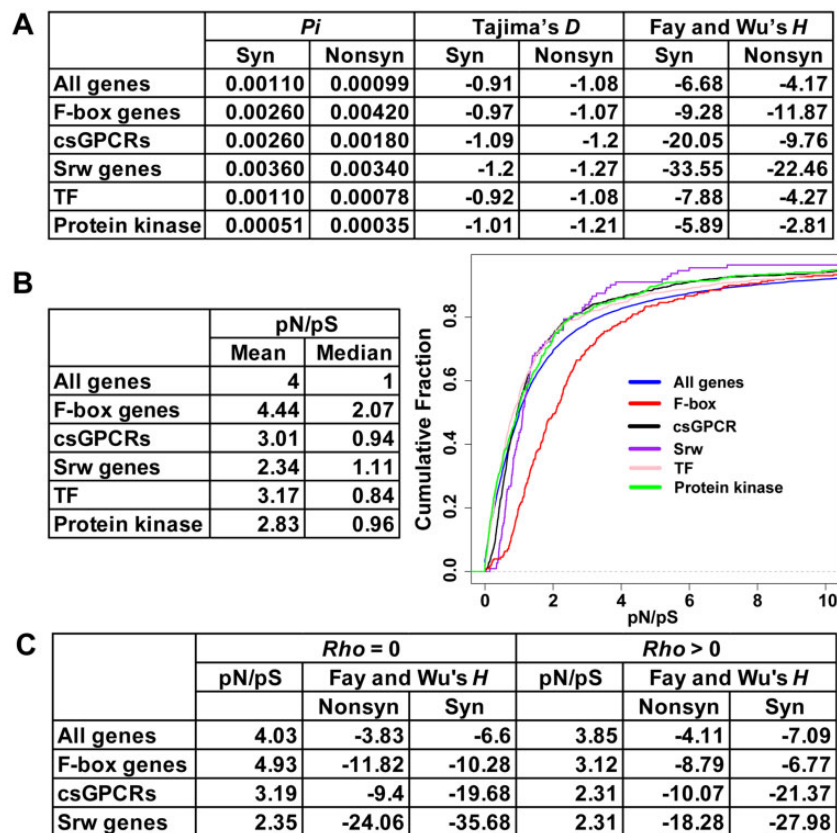 A
Pi Tajima's D Fay and Wu's H
Syn Nonsyn Syn Nonsyn Syn Nonsyn
All genes 0.00110 0.00099 -0.91 -1.08 -6.68 -4.17
F-box genes 0.00260 0.00420 -0.97 -1.07 -9.28 -11.87
csGPCRs 0.00260 0.00180 -1.09 -1.2 -20.05 -9.76
Srw genes 0.00360 0.00340 -1.2 -1.27 -33.55 -22.46
TF 0.00110 0.00078 -0.92 -1.08 -7.88 -4.27
Protein kinase 0.00051 0.00035 -1.01 -1.21 -5.89 -2.81
B
pN/pS
Mean Median
All genes 4 1
F-box genes 4.44 2.07
csGPCRs 3.01 0.94
Srw genes 2.34 1.11
TF 3.17 0.84
Protein kinase 2.83 0.96
Cumulative Fraction
0.8
0.6
0.4
0.2
0.0
All genes
F-box
csGPCR
Srw
TF
Protein kinase
0 2 4 6 8 10
pN/pS
C
Rho = 0 Rho > 0
pN/pS Fay and Wu's H pN/pS Fay and Wu's H
Nonsyn Syn Nonsyn Syn
All genes 4.03 -3.83 -6.6 3.85 -4.11 -7.09
F-box genes 4.93 -11.82 -10.28 3.12 -8.79 -6.77
csGPCRs 3.19 -9.4 -19.68 2.31 -10.07 -21.37
Srw genes 2.35 -24.06 -35.68 2.31 -18.28 -27.98